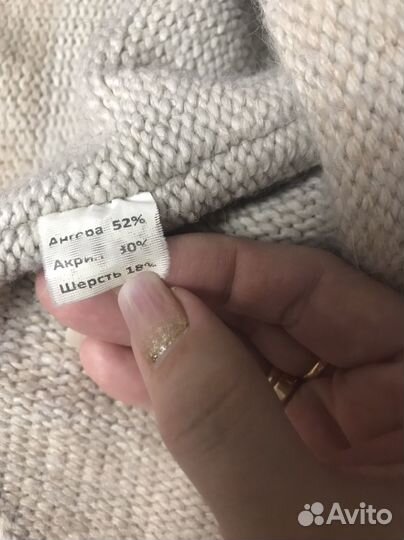 Ангора 52%
Акрил 30%
Шерсть 18%
Avito